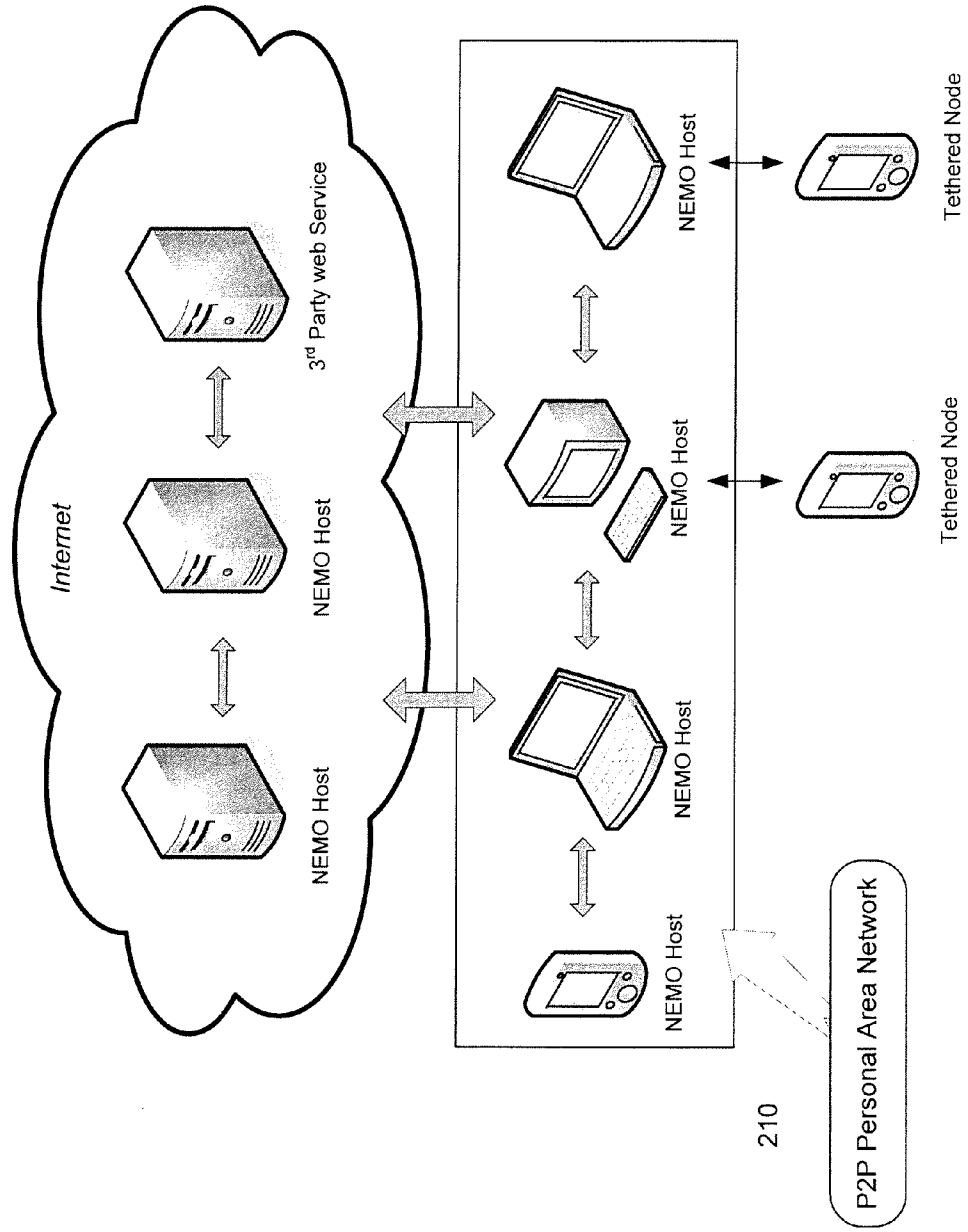 Internet
NEMO Host
NEMO Host
3rd Party web Service
NEMO Host
NEMO Host
NEMO Host
NEMO Host
210
P2P Personal Area Network
Tethered Node
Tethered Node